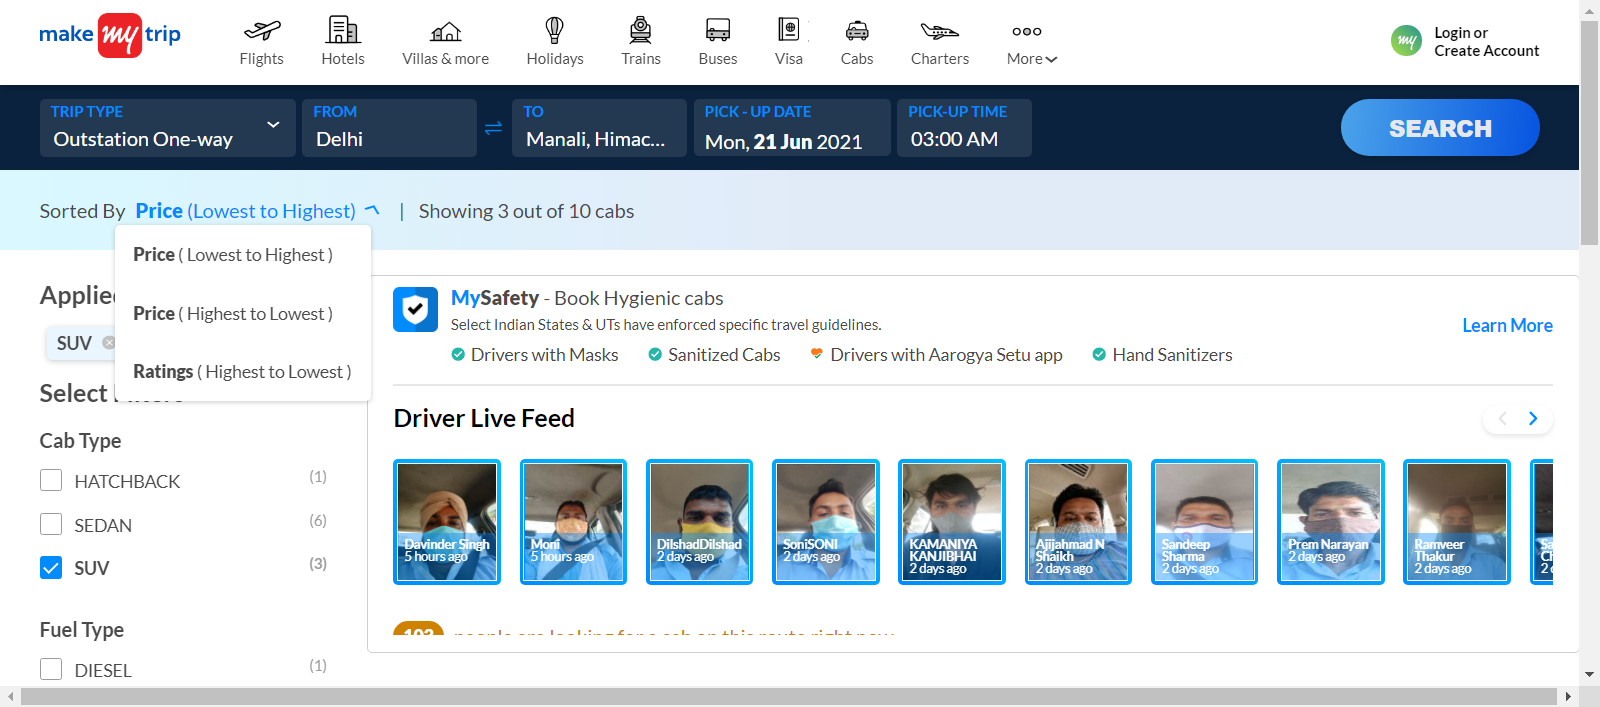 make my trip
Flights
Hotels
Villas & more
Holidays
Trains
Buses
Visa
Cabs
Charters
More
my
Login or
Create Account
TRIP TYPE
Outstation One-way
FROM
Delhi
TO
Manali, Himac...
PICK - UP DATE
Mon, 21 Jun 2021
PICK-UP TIME
03:00 AM
SEARCH
Sorted By Price (Lowest to Highest) | Showing 3 out of 10 cabs
Price ( Lowest to Highest )
Price ( Highest to Lowest )
Ratings ( Highest to Lowest )
SUV
Select
Cab Type
HATCHBACK (1)
SEDAN (6)
SUV (3)
Fuel Type
DIESEL (1)
MySafety - Book Hygienic cabs
Select Indian States & UTs have enforced specific travel guidelines.
Learn More
Drivers with Masks
Sanitized Cabs
Drivers with Aarogya Setu app
Hand Sanitizers
Driver Live Feed
Davinder Singh
5 hours ago
Moni
5 hours ago
DilshadDilshad
2 days ago
SoniSONI
2 days ago
KAMANIYA
KANJIBHAI
2 days ago
Ajijahmad N
Shaikh
2 days ago
Sandeep
Sharma
2 days ago
Prem Narayan
2 days ago
Ramveer
Thakur
2 days ago
people are looking for a cab on this route right now